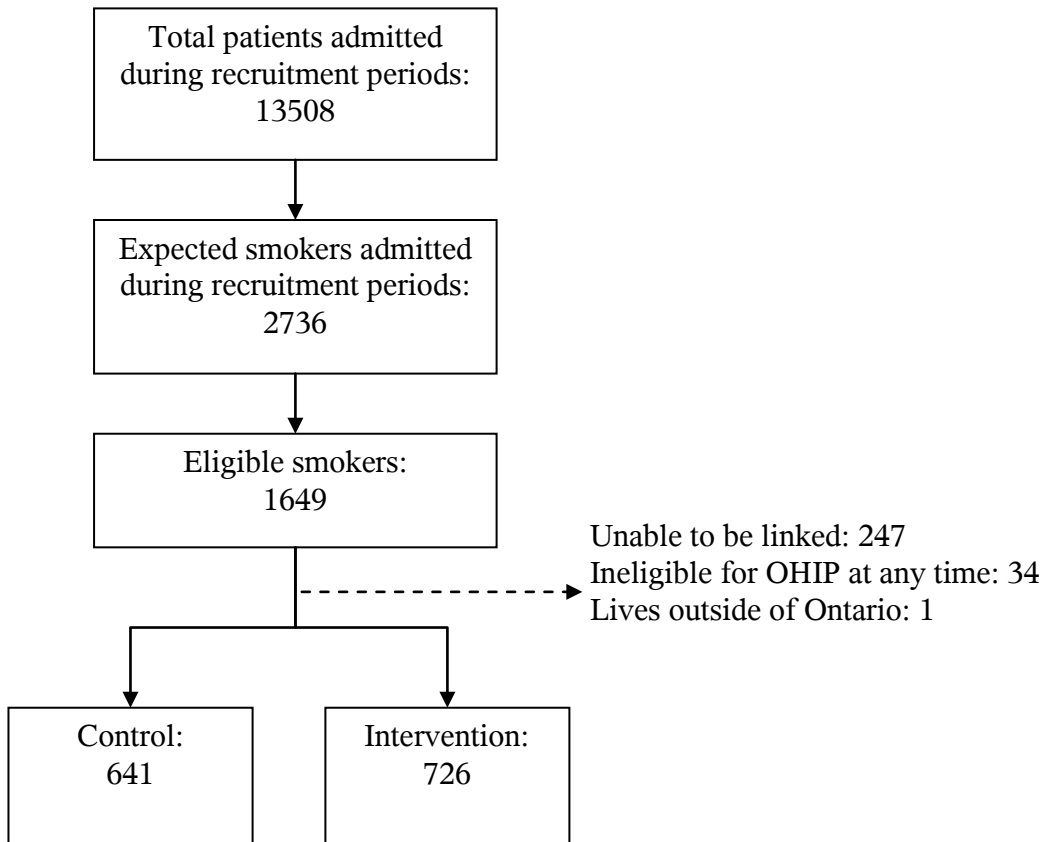 Total patients admitted
during recruitment periods:
13508
Expected smokers admitted
during recruitment periods:
2736
Eligible smokers:
1649
Unable to be linked: 247
Ineligible for OHIP at any time: 34
Lives outside of Ontario: 1
Control:
641
Intervention:
726